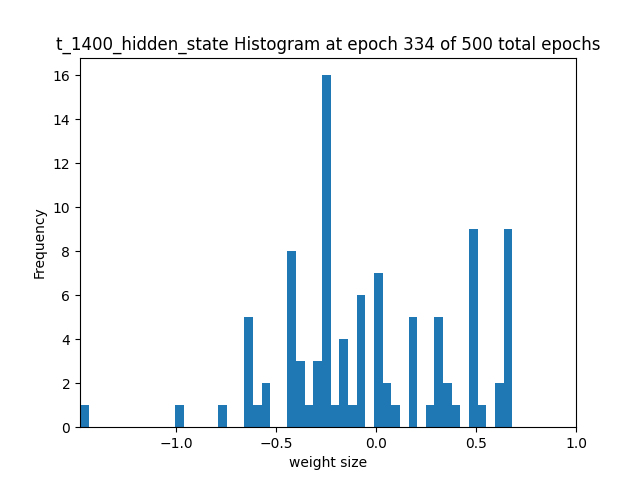 t_1400_hidden_state Histogram at epoch 334 of 500 total epochs
16
14
12
10
8
6
4
2
0
Frequency
−1.0 −0.5 0.0 0.5 1.0
weight size